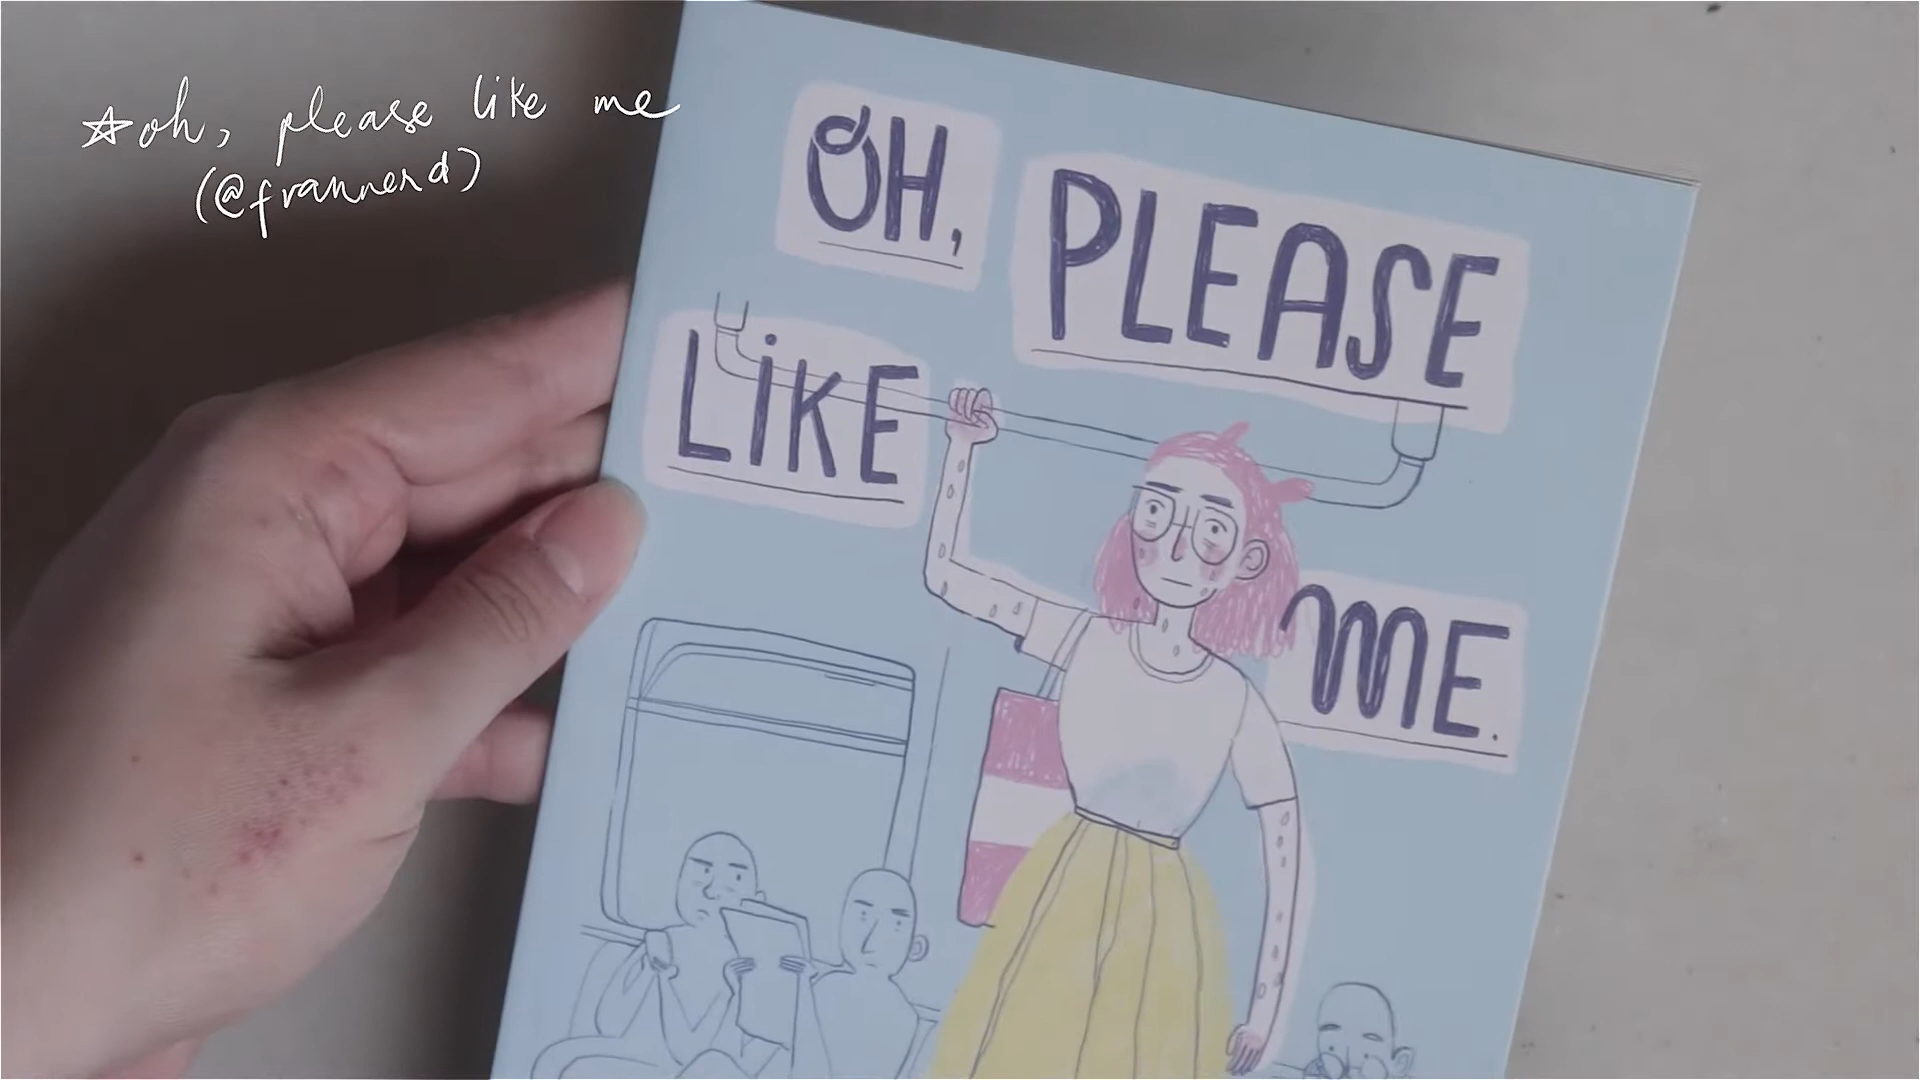 ☆oh, please like me
(@frannerd)
OH, PLEASE
LiKE
ME.